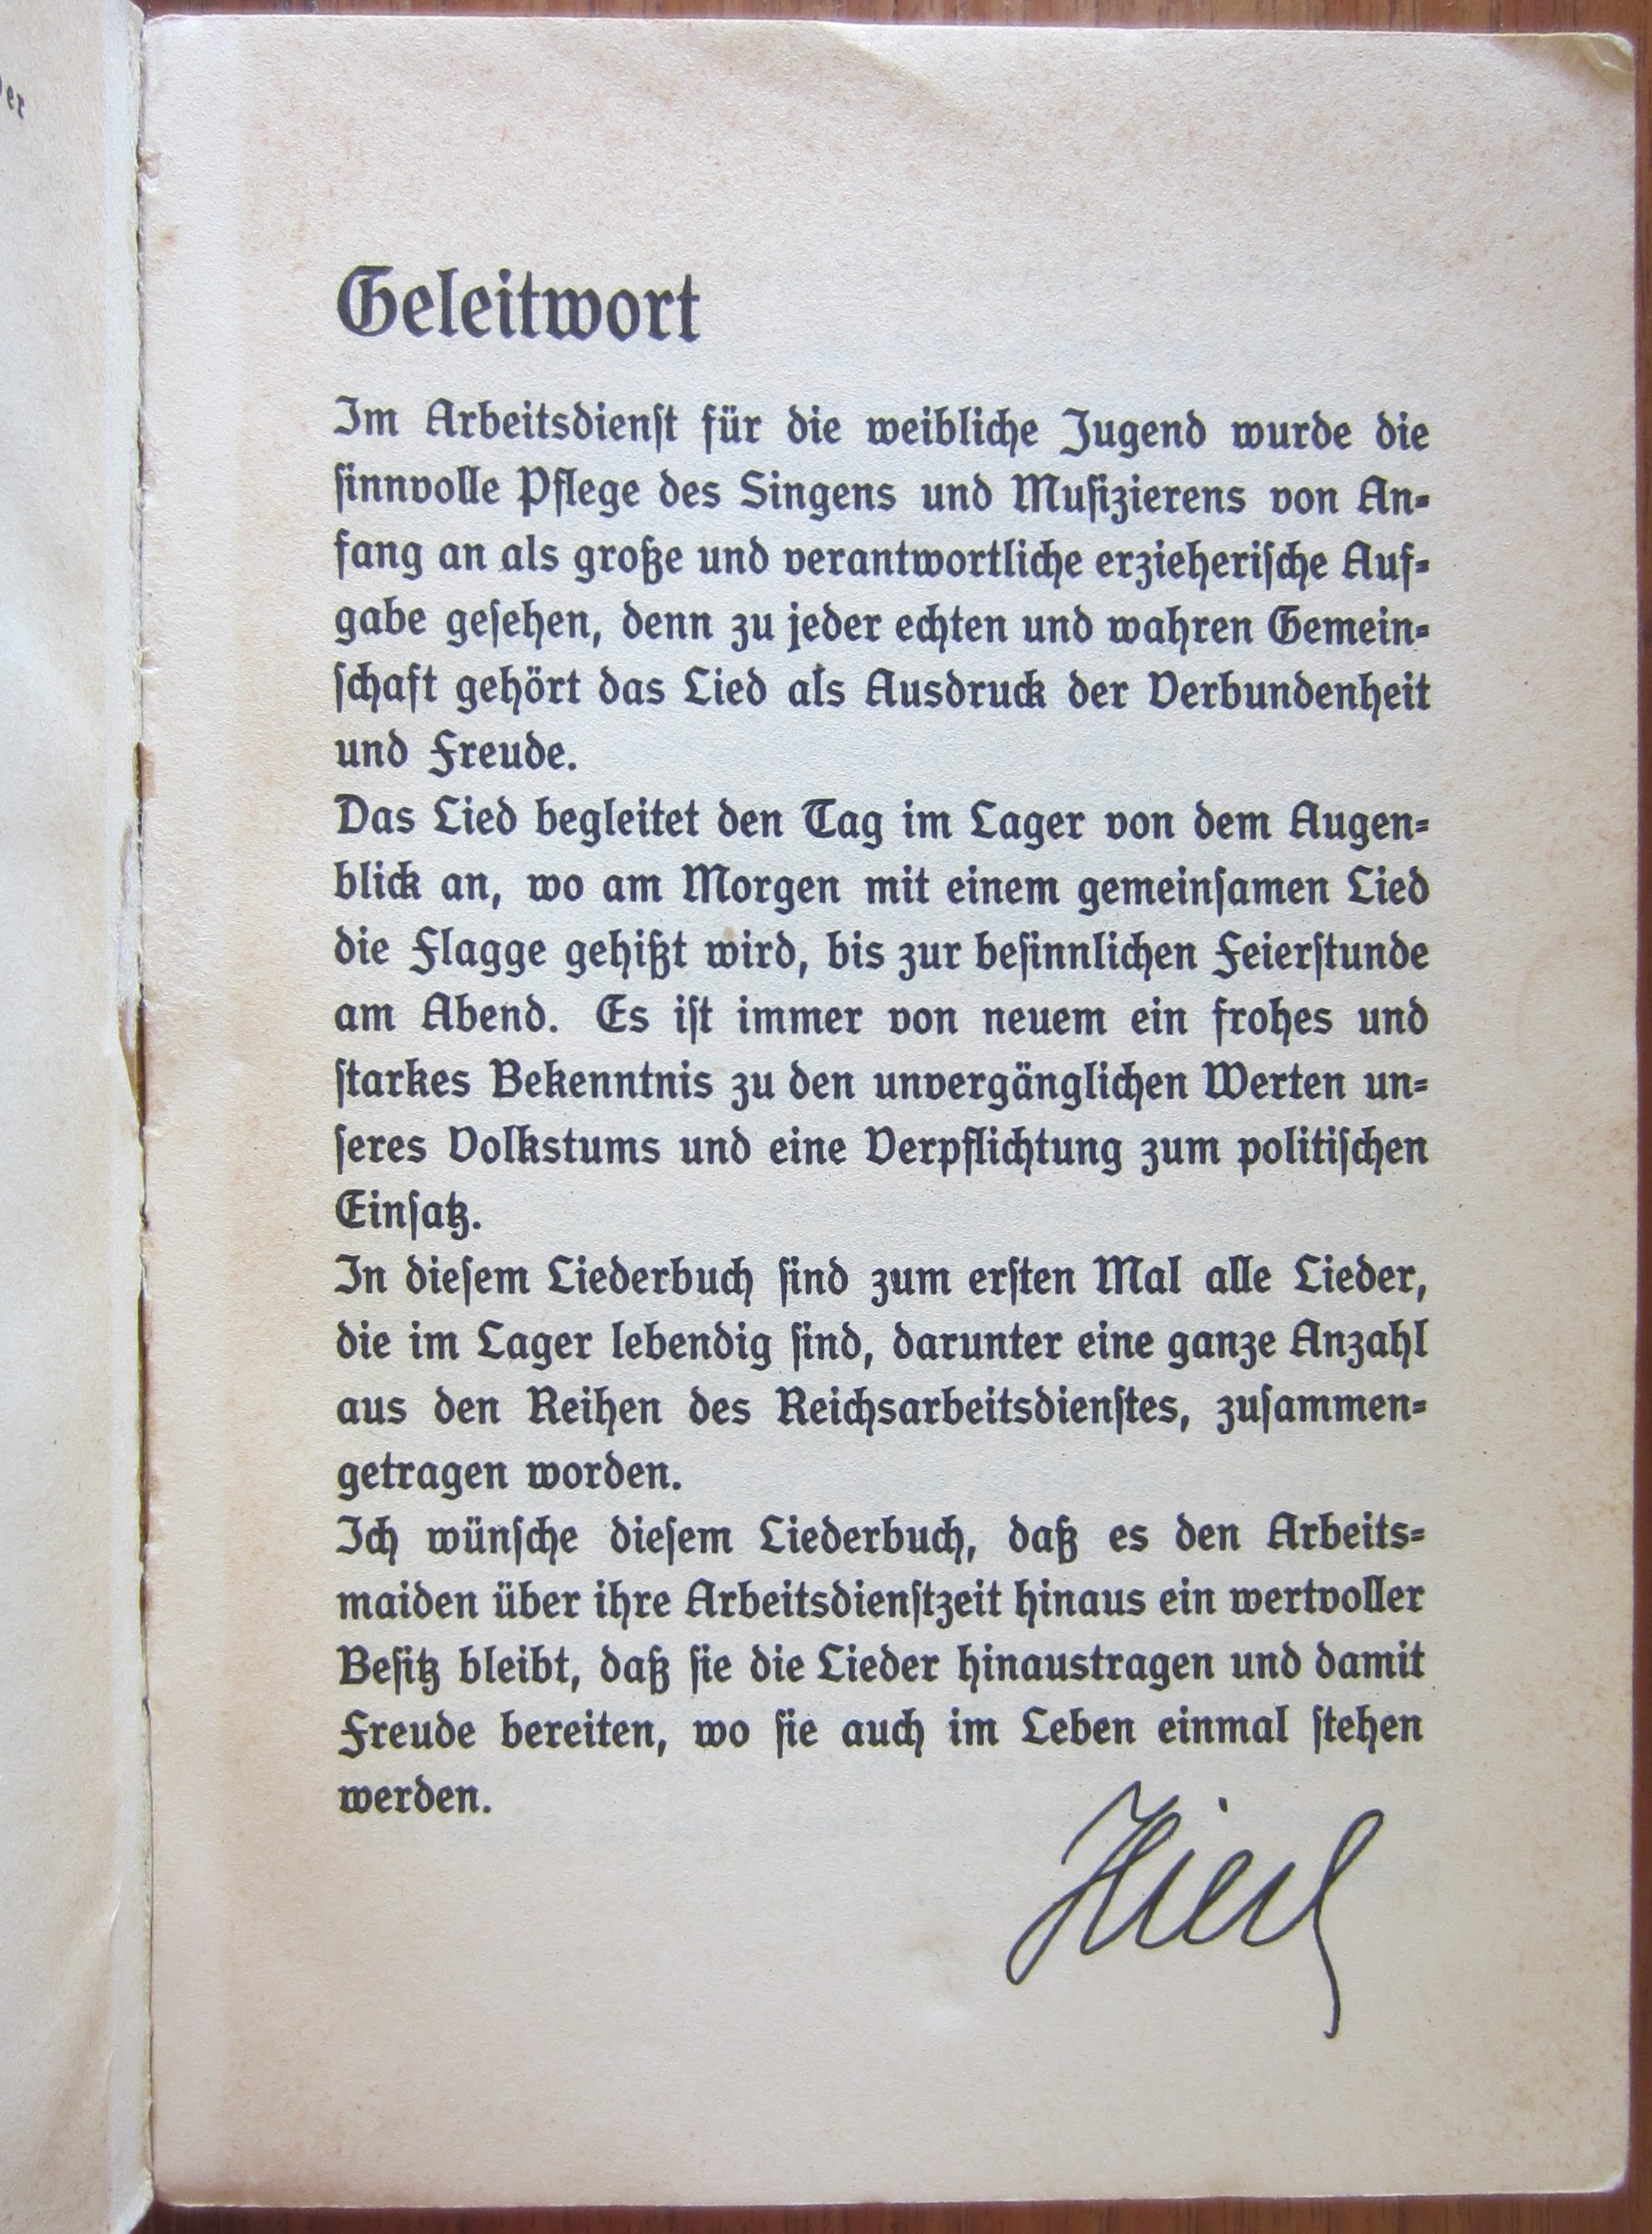 er
Geleitwort
Im Arbeitsdienſt für die weibliche Jugend wurde die
ſinnvolle Pflege des Singens und Muſizierens von An-
fang an als große und verantwortliche erzieheriſche Auf-
gabe geſehen, denn zu jeder echten und wahren Gemein-
ſchaft gehört das Lied als Ausdruck der Verbundenheit
und Freude.
Das Lied begleitet den Tag im Lager von dem Augen-
blick an, wo am Morgen mit einem gemeinſamen Lied
die Flagge gehißt wird, bis zur beſinnlichen Feierſtunde
am Abend. Es iſt immer von neuem ein frohes und
ſtarkes Bekenntnis zu den unvergänglichen Werten un-
ſeres Volkstums und eine Verpflichtung zum politiſchen
Einſatz.
In dieſem Liederbuch ſind zum erſten Mal alle Lieder,
die im Lager lebendig ſind, darunter eine ganze Anzahl
aus den Reihen des Reichsarbeitsdienſtes, zuſammen-
getragen worden.
Ich wünſche dieſem Liederbuch, daß es den Arbeits-
maiden über ihre Arbeitsdienſtzeit hinaus ein wertvoller
Beſitz bleibt, daß ſie die Lieder hinaustragen und damit
Freude bereiten, wo ſie auch im Leben einmal ſtehen
werden.
Hierl